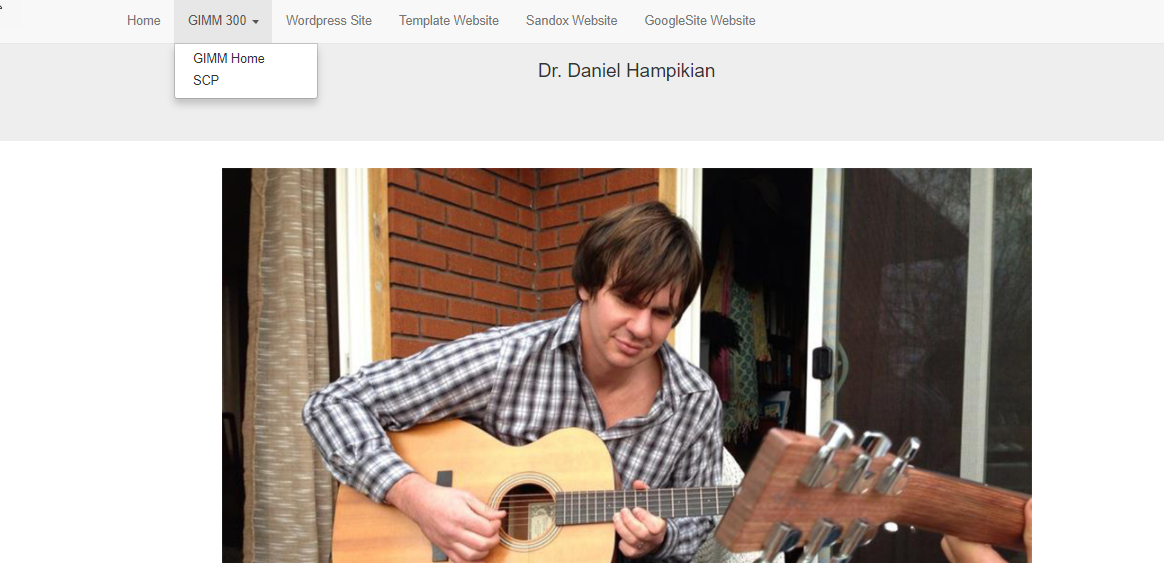 Home GIMM 300 Wordpress Site Template Website Sandox Website GoogleSite Website
GIMM Home
SCP
Dr. Daniel Hampikian